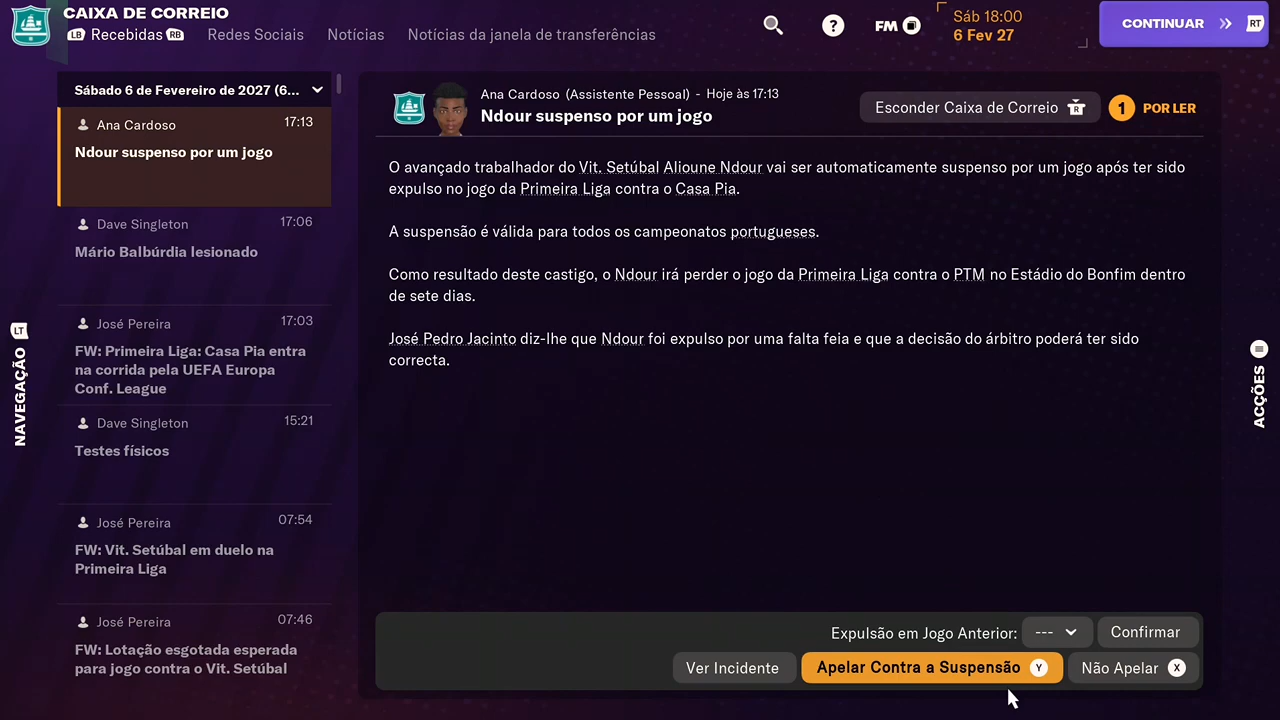 CAIXA DE CORREIO
LB Recebidas RB Redes Sociais Notícias Notícias da janela de transferências
FM
Sáb 18:00
6 Fev 27
CONTINUAR RT
Sábado 6 de Fevereiro de 2027 (6...
Ana Cardoso 17:13
Ndour suspenso por um jogo
Dave Singleton 17:06
Mário Balbúrdia lesionado
José Pereira 17:03
FW: Primeira Liga: Casa Pia entra
na corrida pela UEFA Europa
Conf. League
Dave Singleton 15:21
Testes físicos
José Pereira 07:54
FW: Vit. Setúbal em duelo na
Primeira Liga
José Pereira 07:46
FW: Lotação esgotada esperada
para jogo contra o Vit. Setúbal
LT
NAVEGAÇÃO
Ana Cardoso (Assistente Pessoal) - Hoje às 17:13
Ndour suspenso por um jogo
Esconder Caixa de Correio R
1 POR LER
O avançado trabalhador do Vit. Setúbal Alioune Ndour vai ser automaticamente suspenso por um jogo após ter sido
expulso no jogo da Primeira Liga contra o Casa Pia.
A suspensão é válida para todos os campeonatos portugueses.
Como resultado deste castigo, o Ndour irá perder o jogo da Primeira Liga contra o PTM no Estádio do Bonfim dentro
de sete dias.
José Pedro Jacinto diz-lhe que Ndour foi expulso por uma falta feia e que a decisão do árbitro poderá ter sido
correcta.
Expulsão em Jogo Anterior: --- Confirmar
Ver Incidente Apelar Contra a Suspensão Y Não Apelar X
ACÇÕES